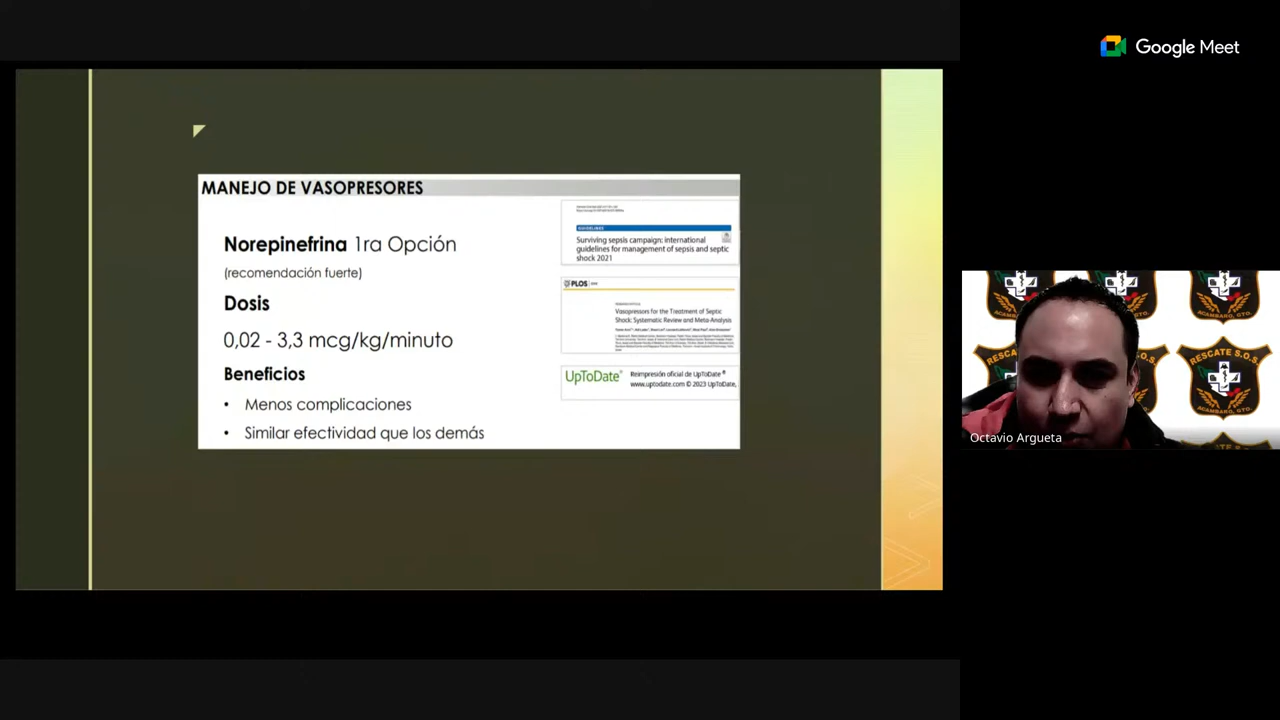 Google Meet
MANEJO DE VASOPRESORES
Norepinefrina 1ra Opción
(recomendación fuerte)
Dosis
0,02 - 3,3 mcg/kg/minuto
Beneficios
• Menos complicaciones
• Similar efectividad que los demás
GUIDELINES
Surviving sepsis campaign: international
guidelines for management of sepsis and septic
shock 2021
PLOS
Vasopressors for the Treatment of Septic
Shock: Systematic Review and Meta-Analysis
UpToDate® Reimpresión oficial de UpToDate®
www.uptodate.com © 2023 UpToDate,
RESCATE S.O.S.
ACAMBARO, GTO.
Octavio Argueta